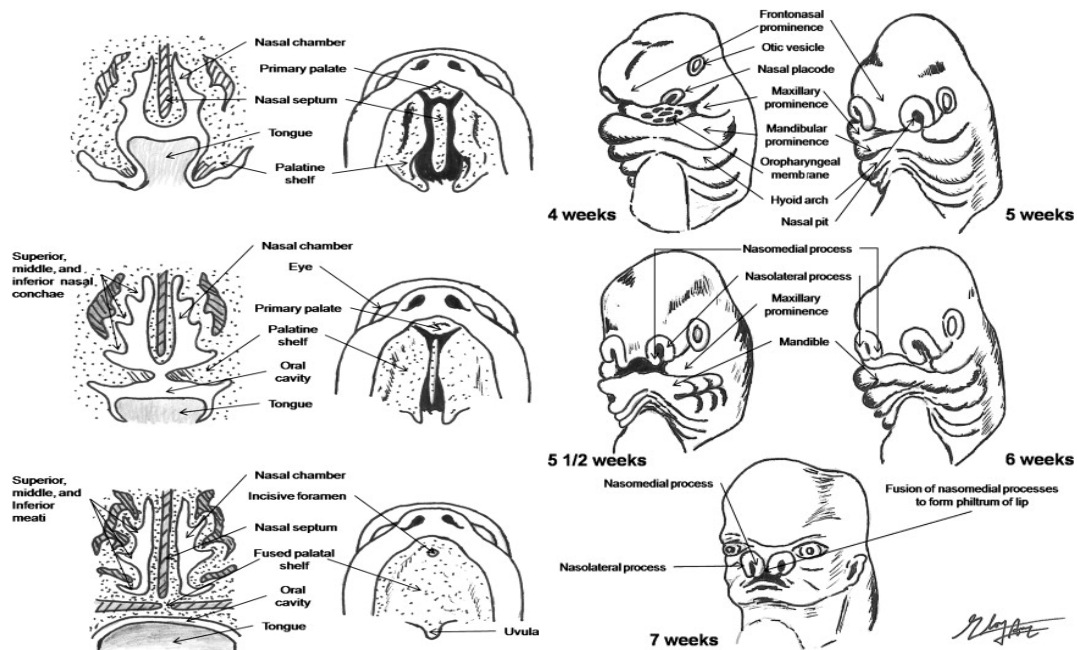 Nasal chamber
Primary palate
Nasal septum
Tongue
Palatine
shelf
Superior,
middle, and
inferior nasal
conchae
Nasal chamber
Eye
Primary palate
Palatine
shelf
Oral
cavity
Tongue
Superior,
middle, and
Inferior
meati
Nasal chamber
Incisive foramen
Nasal septum
Fused palatal
shelf
Oral
cavity
Tongue
Uvula
Frontonasal
prominence
Otic vesicle
Nasal placode
Maxillary
prominence
Mandibular
prominence
Oropharyngeal
membrane
Hyoid arch
Nasal pit
4 weeks
5 weeks
Nasomedial process
Nasolateral process
Maxillary
prominence
Mandible
5 1/2 weeks
6 weeks
Nasomedial process
Fusion of nasomedial processes
to form philtrum of lip
Nasolateral process
7 weeks